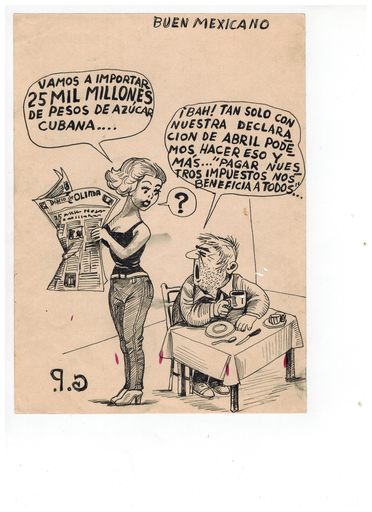 BUEN MEXICANO
VAMOS A IMPORTAR
25 MIL MILLONES
DE PESOS DE AZÚCAR
CUBANA....
¡BAH! TAN SOLO CON
NUESTRA DECLARA
CION DE ABRIL PODE-
MOS HACER ESO Y
MAS..."PAGAR NUES
TROS IMPUESTOS NOS
BENEFICIA A TODOS"...
?
COLIMA
G.P.